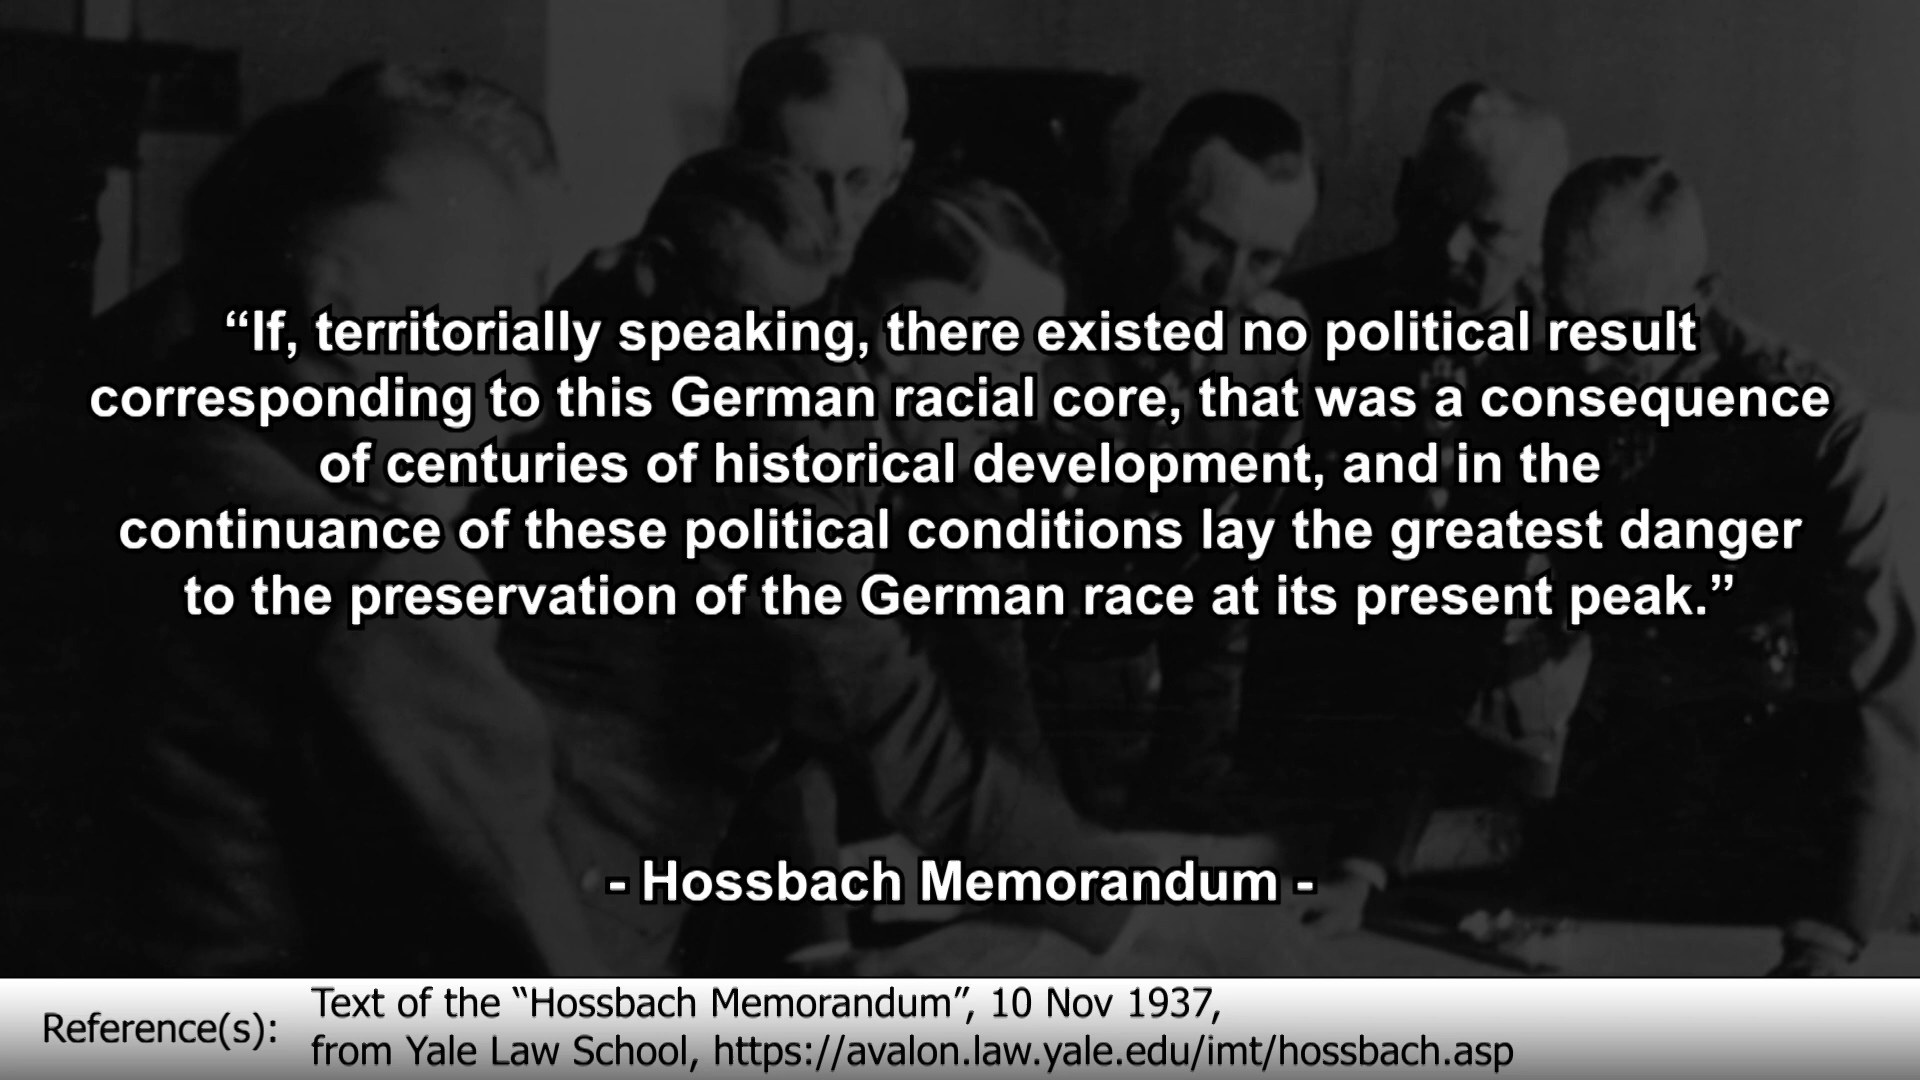 “If, territorially speaking, there existed no political result
corresponding to this German racial core, that was a consequence
of centuries of historical development, and in the
continuance of these political conditions lay the greatest danger
to the preservation of the German race at its present peak.”
- Hossbach Memorandum -
Reference(s):
Text of the “Hossbach Memorandum”, 10 Nov 1937,
from Yale Law School, https://avalon.law.yale.edu/imt/hossbach.asp